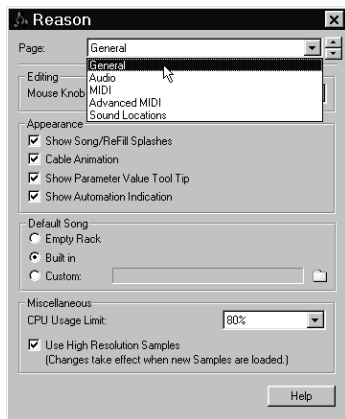 Reason
Page: General
General
Audio
MIDI
Advanced MIDI
Sound Locations
Editing
Mouse Knob
Appearance
Show Song/ReFill Splashes
Cable Animation
Show Parameter Value Tool Tip
Show Automation Indication
Default Song
Empty Rack
Built in
Custom:
Miscellaneous
CPU Usage Limit: 80%
Use High Resolution Samples
(Changes take effect when new Samples are loaded.)
Help